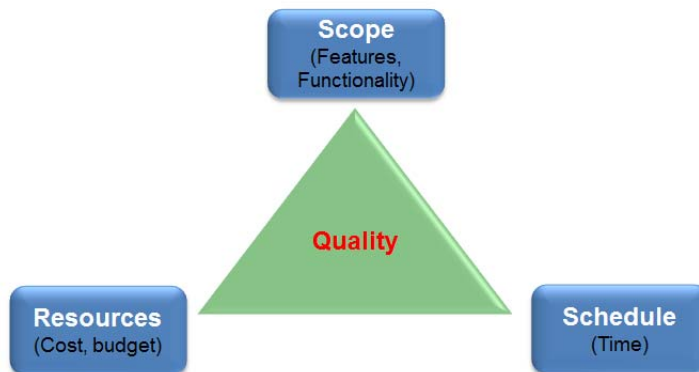 Scope
(Features,
Functionality)
Quality
Resources
(Cost, budget)
Schedule
(Time)